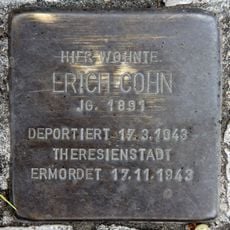 HIER WOHNTE
ERICH COHN
JG. 1891
DEPORTIERT 17.3.1943
THERESIENSTADT
ERMORDET 17.11.1943